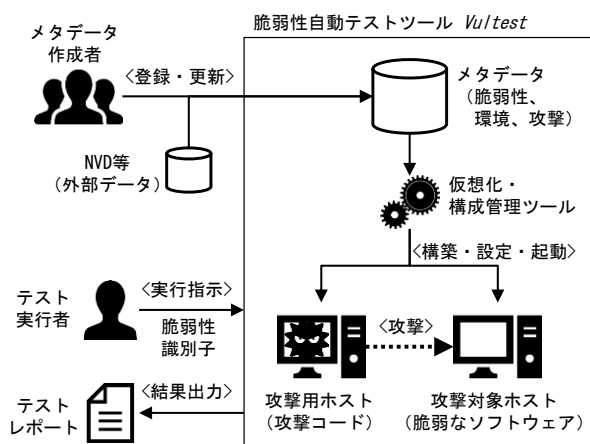 脆弱性自動テストツール Vultest
メタデータ
作成者
〈登録・更新〉
メタデータ
（脆弱性、
環境、攻撃）
NVD等
（外部データ）
仮想化・
構成管理ツール
〈構築・設定・起動〉
テスト
実行者
〈実行指示〉
脆弱性
識別子
〈攻撃〉
攻撃用ホスト
（攻撃コード）
攻撃対象ホスト
（脆弱なソフトウェア）
テスト
レポート
〈結果出力〉